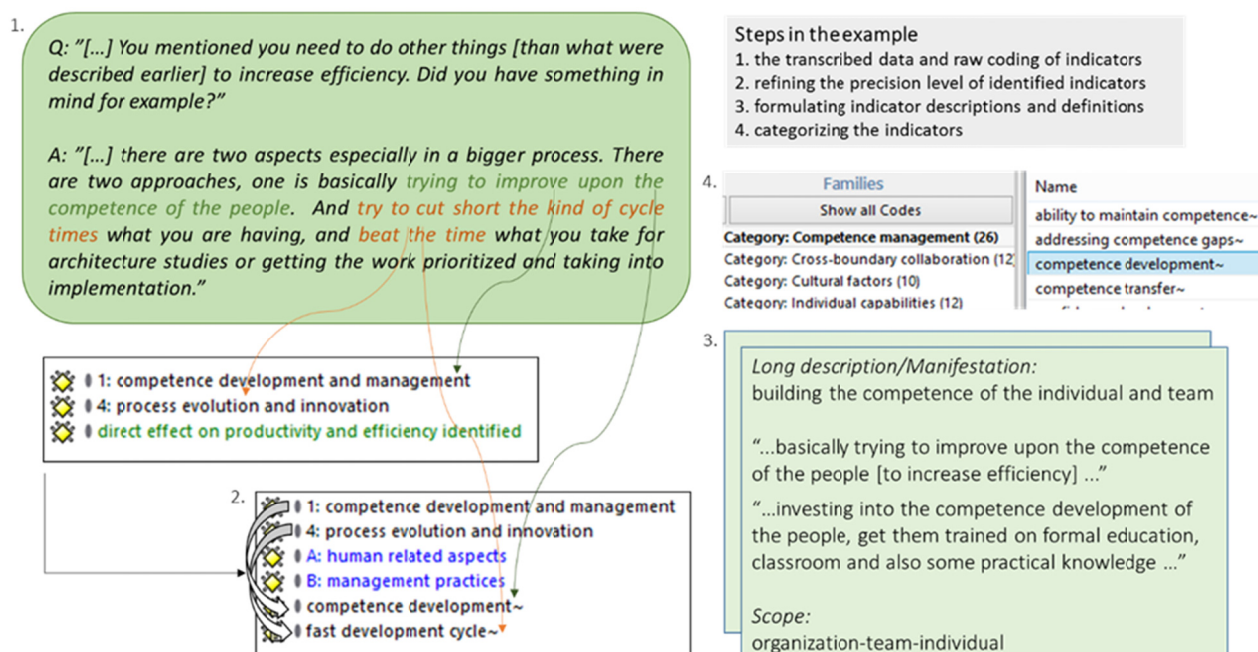 1.
Q: "[...] You mentioned you need to do other things [than what were
described earlier] to increase efficiency. Did you have something in
mind for example?"
A: "[...] there are two aspects especially in a bigger process. There
are two approaches, one is basically trying to improve upon the
competence of the people. And try to cut short the kind of cycle
times what you are having, and beat the time what you take for
architecture studies or getting the work prioritized and taking into
implementation."
1: competence development and management
4: process evolution and innovation
direct effect on productivity and efficiency identified
2.
1: competence development and management
4: process evolution and innovation
A: human related aspects
B: management practices
competence development~
fast development cycle~
Steps in the example
1. the transcribed data and raw coding of indicators
2. refining the precision level of identified indicators
3. formulating indicator descriptions and definitions
4. categorizing the indicators
4.
Families
Show all Codes
Category: Competence management (26)
Category: Cross-boundary collaboration (12)
Category: Cultural factors (10)
Category: Individual capabilities (12)
Name
ability to maintain competence~
addressing competence gaps~
competence development~
competence transfer~
3.
Long description/Manifestation:
building the competence of the individual and team
"...basically trying to improve upon the competence
of the people [to increase efficiency] ..."
"...investing into the competence development of
the people, get them trained on formal education,
classroom and also some practical knowledge ..."
Scope:
organization-team-individual